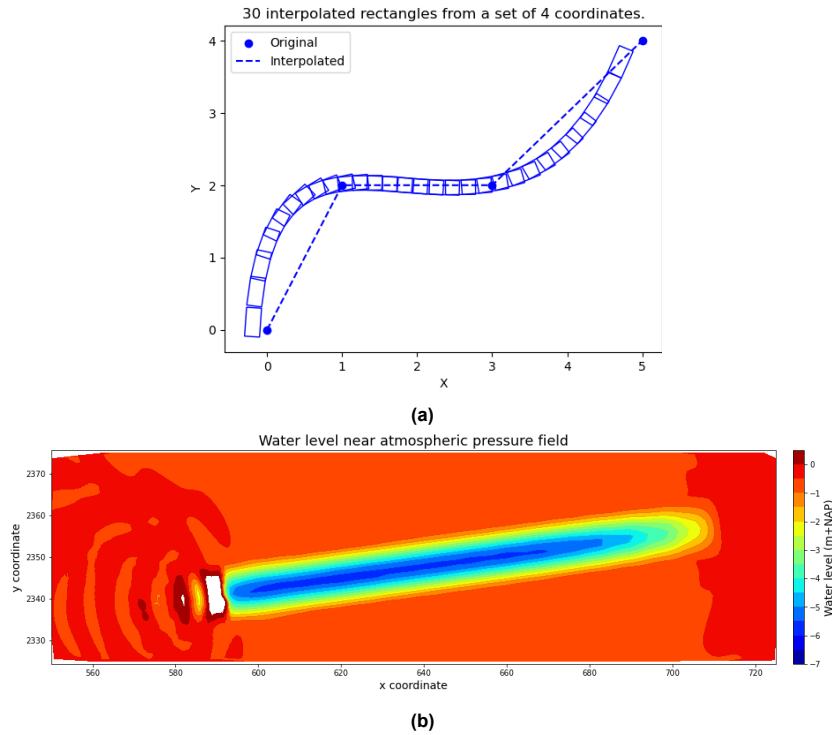 30 interpolated rectangles from a set of 4 coordinates.
Original
Interpolated
4
3
2
1
0
Y
0 1 2 3 4 5
X
(a)
Water level near atmospheric pressure field
2370
2360
2350
2340
2330
y coordinate
560 580 600 620 640 660 680 700 720
x coordinate
0
−1
−2
−3
−4
−5
−6
−7
Water level (m+NAP)
(b)